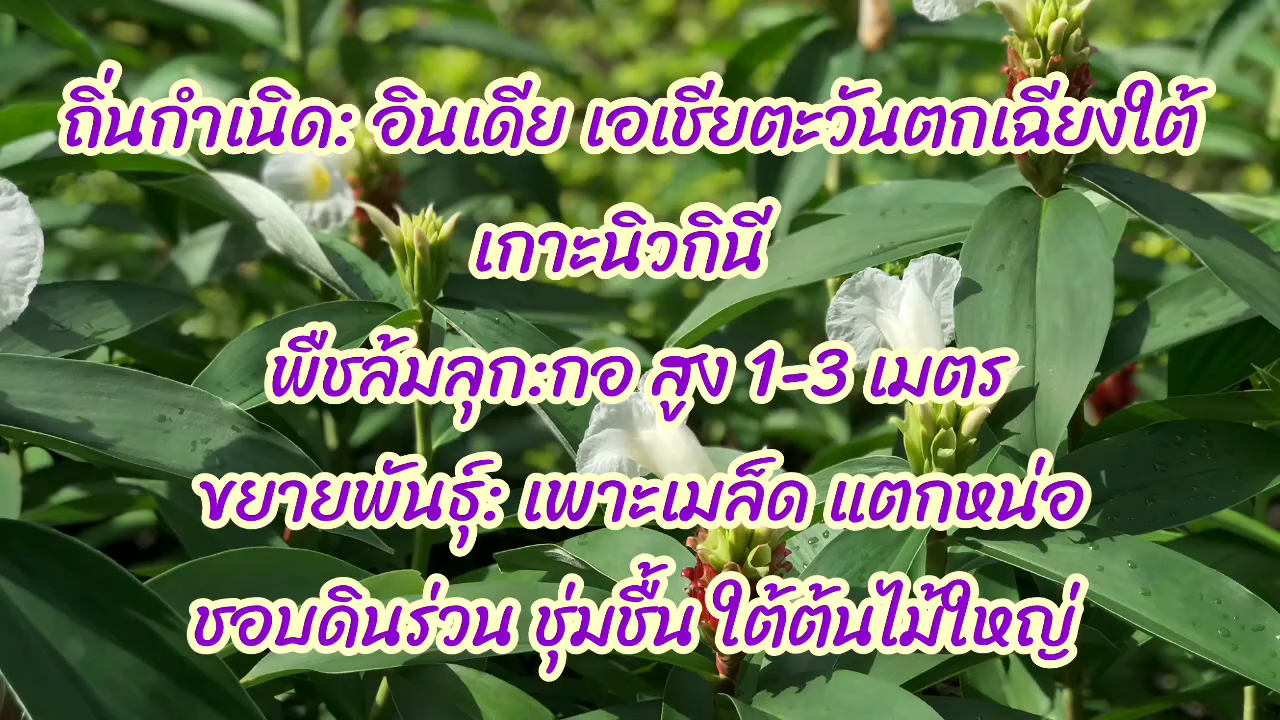 ถิ่นกำเนิด: อินเดีย เอเชียตะวันตกเฉียงใต้
เกาะนิวกินี
พืชล้มลุก:กอ สูง 1-3 เมตร
ขยายพันธุ์: เพาะเมล็ด แตกหน่อ
ชอบดินร่วน ชุ่มชื้น ใต้ต้นไม้ใหญ่